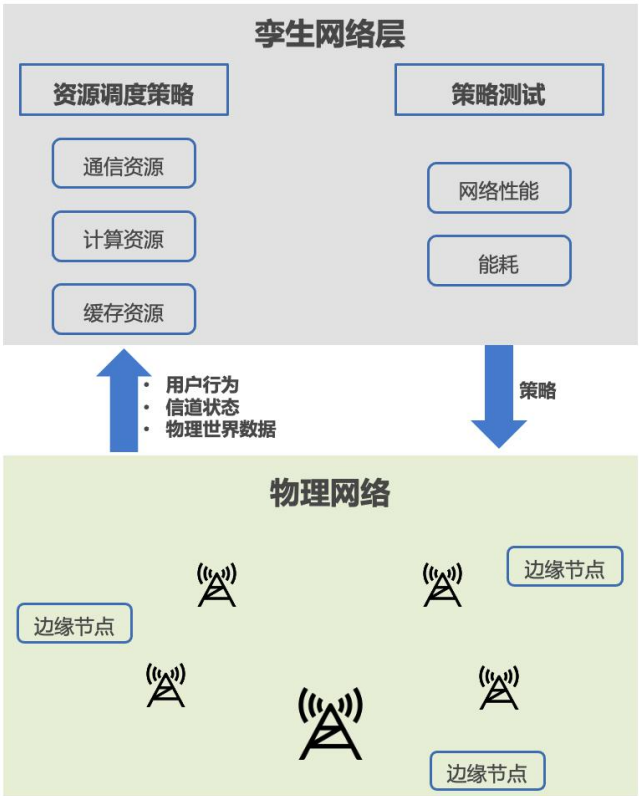 孪生网络层
资源调度策略
策略测试
通信资源
网络性能
计算资源
能耗
缓存资源
• 用户行为
• 信道状态
• 物理世界数据
策略
物理网络
边缘节点
边缘节点
边缘节点